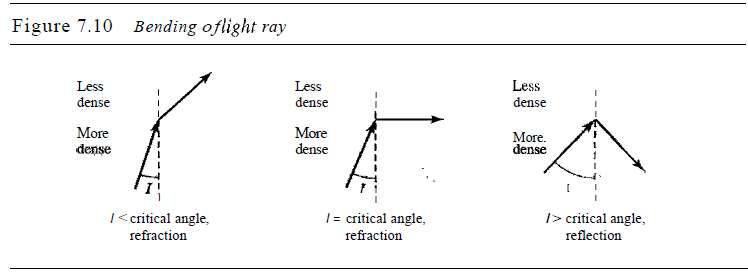 Figure 7.10 Bending oflight ray
Less
dense
More
dense
I
I < critical angle,
refraction
Less
dense
More
dense
I
I = critical angle,
refraction
Less
dense
More.
dense
I
I > critical angle,
reflection